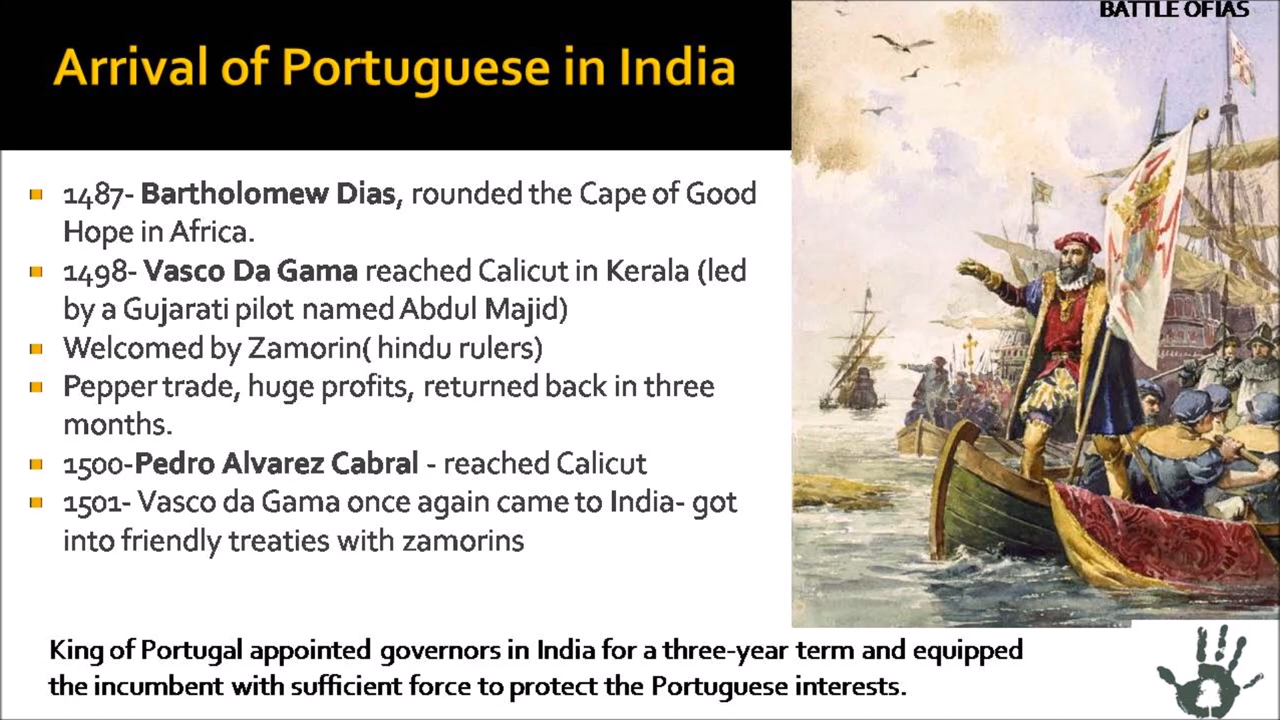 BATTLE OF IAS
Arrival of Portuguese in India
1487- Bartholomew Dias, rounded the Cape of Good
Hope in Africa.
1498- Vasco Da Gama reached Calicut in Kerala (led
by a Gujarati pilot named Abdul Majid)
Welcomed by Zamorin( hindu rulers)
Pepper trade, huge profits, returned back in three
months.
1500-Pedro Alvarez Cabral - reached Calicut
1501- Vasco da Gama once again came to India- got
into friendly treaties with zamorins
King of Portugal appointed governors in India for a three-year term and equipped
the incumbent with sufficient force to protect the Portuguese interests.